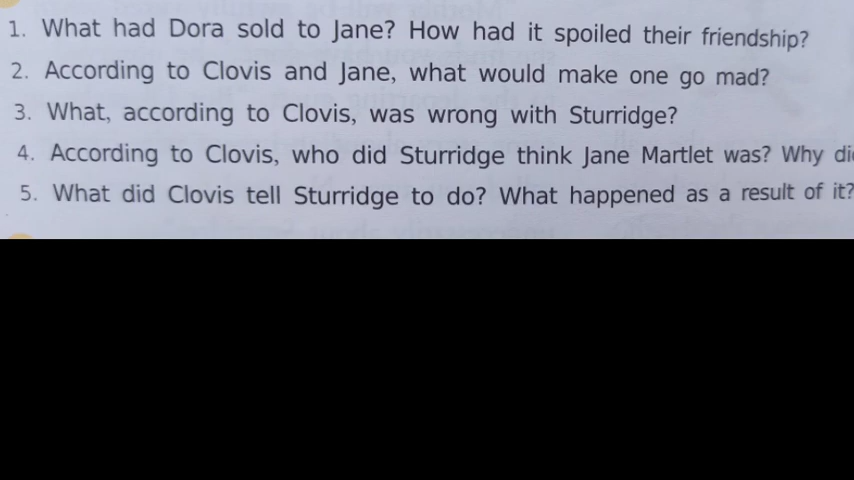 1. What had Dora sold to Jane? How had it spoiled their friendship?
2. According to Clovis and Jane, what would make one go mad?
3. What, according to Clovis, was wrong with Sturridge?
4. According to Clovis, who did Sturridge think Jane Martlet was? Why
5. What did Clovis tell Sturridge to do? What happened as a result of it?